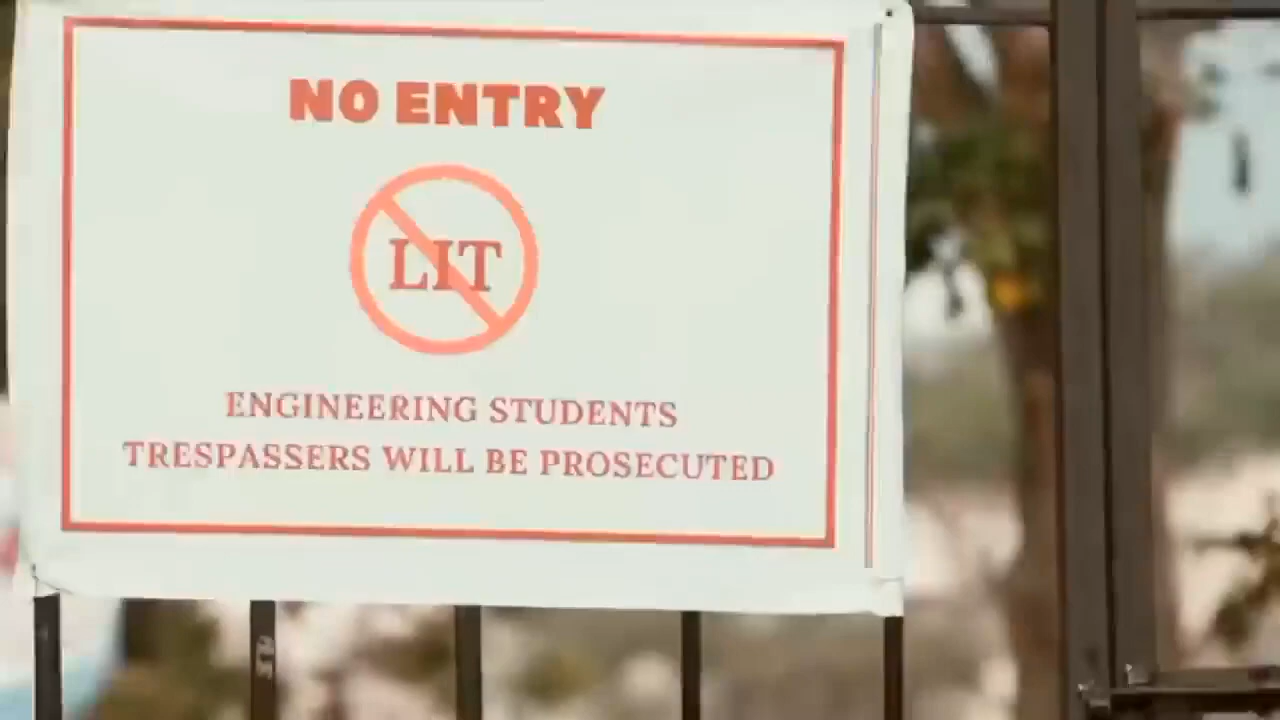 NO ENTRY
LIT
ENGINEERING STUDENTS
TRESPASSERS WILL BE PROSECUTED